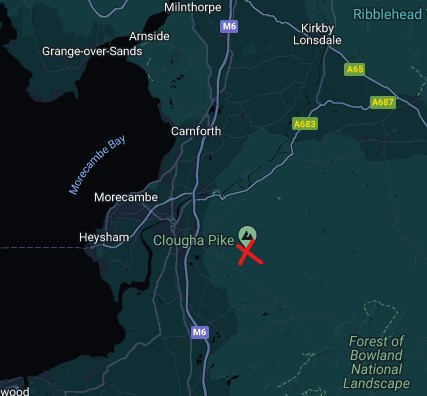 Milnthorpe
Ribblehead
M6
Kirkby
Lonsdale
Arnside
Grange-over-Sands
A65
A687
A683
Carnforth
Morecambe Bay
Morecambe
Heysham
Clougha Pike
M6
Forest of
Bowland
National
Landscape
wood